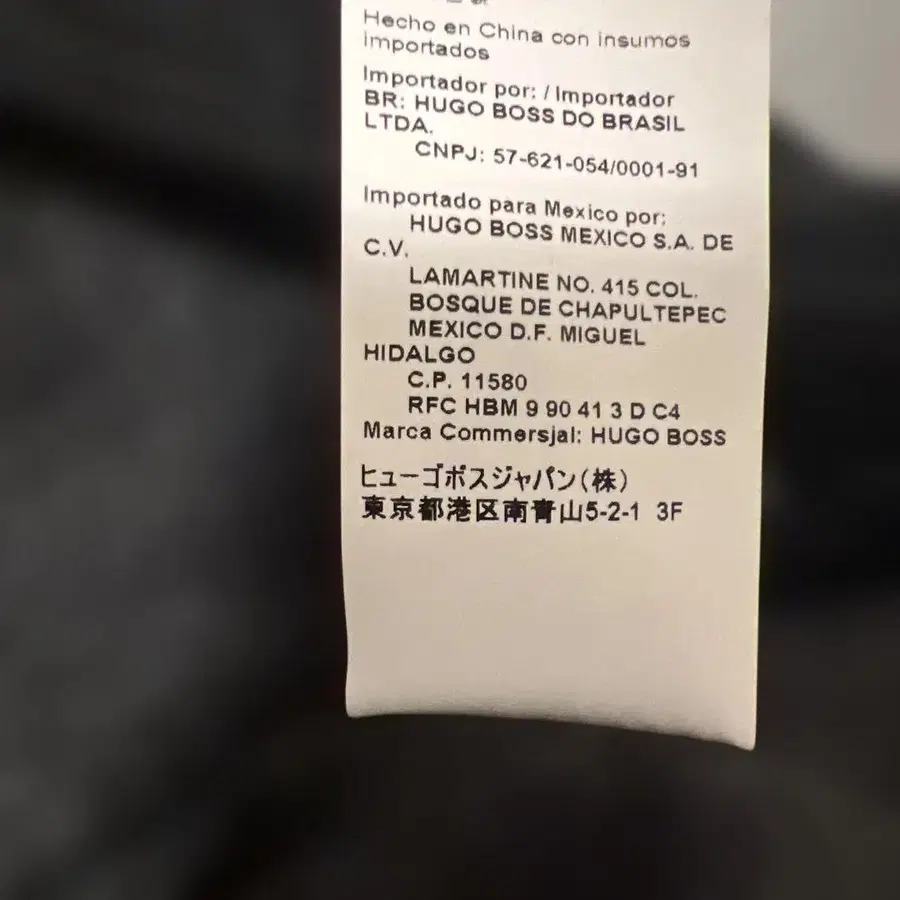 Hecho en China con insumos
importados
Importador por: / Importador
BR: HUGO BOSS DO BRASIL
LTDA.
CNPJ: 57-621-054/0001-91
Importado para Mexico por:
HUGO BOSS MEXICO S.A. DE
C.V.
LAMARTINE NO. 415 COL.
BOSQUE DE CHAPULTEPEC
MEXICO D.F. MIGUEL
HIDALGO
C.P. 11580
RFC HBM 9 90 41 3 D C4
Marca Commersjal: HUGO BOSS
ヒューゴボスジャパン(株)
東京都港区南青山5-2-1 3F